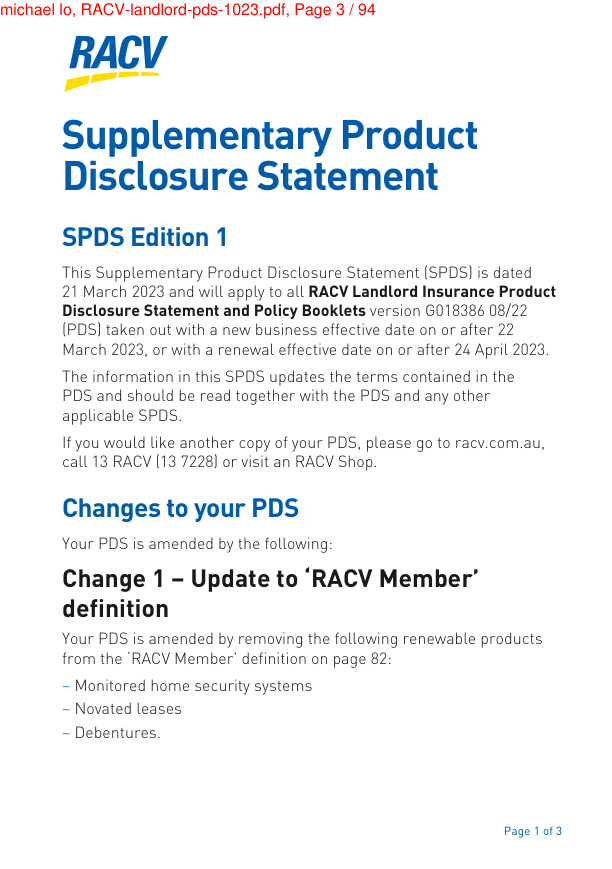 michael lo, RACV-landlord-pds-1023.pdf, Page 3 / 94
RACV
Supplementary Product
Disclosure Statement
SPDS Edition 1
This Supplementary Product Disclosure Statement (SPDS) is dated
21 March 2023 and will apply to all RACV Landlord Insurance Product
Disclosure Statement and Policy Booklets version G018386 08/22
(PDS) taken out with a new business effective date on or after 22
March 2023, or with a renewal effective date on or after 24 April 2023.
The information in this SPDS updates the terms contained in the
PDS and should be read together with the PDS and any other
applicable SPDS.
If you would like another copy of your PDS, please go to racv.com.au,
call 13 RACV (13 7228) or visit an RACV Shop.
Changes to your PDS
Your PDS is amended by the following:
Change 1 – Update to ‘RACV Member’
definition
Your PDS is amended by removing the following renewable products
from the ‘RACV Member’ definition on page 82:
– Monitored home security systems
– Novated leases
– Debentures.
Page 1 of 3